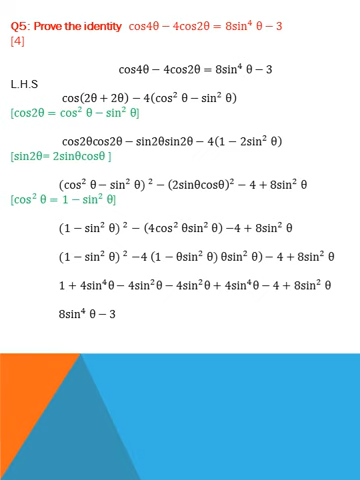 Q5: Prove the identity cos4θ − 4cos2θ = 8sin⁴ θ − 3
[4]
cos4θ − 4cos2θ = 8sin⁴ θ − 3
L.H.S
cos(2θ + 2θ) − 4(cos² θ − sin² θ)
[cos2θ = cos² θ − sin² θ]
cos2θcos2θ − sin2θsin2θ − 4(1 − 2sin² θ)
[sin2θ= 2sinθcosθ ]
(cos² θ− sin² θ) ² − (2sinθcosθ)² − 4 + 8sin² θ
[cos² θ = 1 − sin² θ]
(1 − sin² θ) ² − (4cos² θsin² θ) −4 + 8sin² θ
(1 − sin² θ) ² −4 (1 − θsin² θ) θsin² θ) − 4 + 8sin² θ
1 + 4sin⁴θ − 4sin²θ − 4sin²θ + 4sin⁴θ − 4 + 8sin² θ
8sin⁴ θ − 3